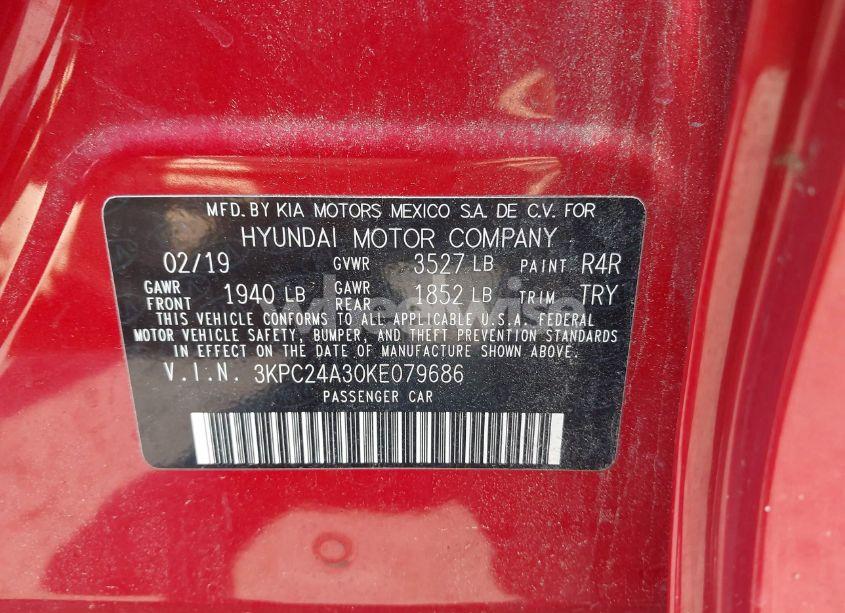 MFD. BY KIA MOTORS MEXICO S.A. DE C.V. FOR
HYUNDAI MOTOR COMPANY
02/19 GVWR 3527 LB PAINT R4R
GAWR FRONT 1940 LB GAWR REAR 1852 LB TRIM TRY
THIS VEHICLE CONFORMS TO ALL APPLICABLE U.S.A. FEDERAL
MOTOR VEHICLE SAFETY, BUMPER, AND THEFT PREVENTION STANDARDS
IN EFFECT ON THE DATE OF MANUFACTURE SHOWN ABOVE.
V.I.N. 3KPC24A30KE079686
PASSENGER CAR